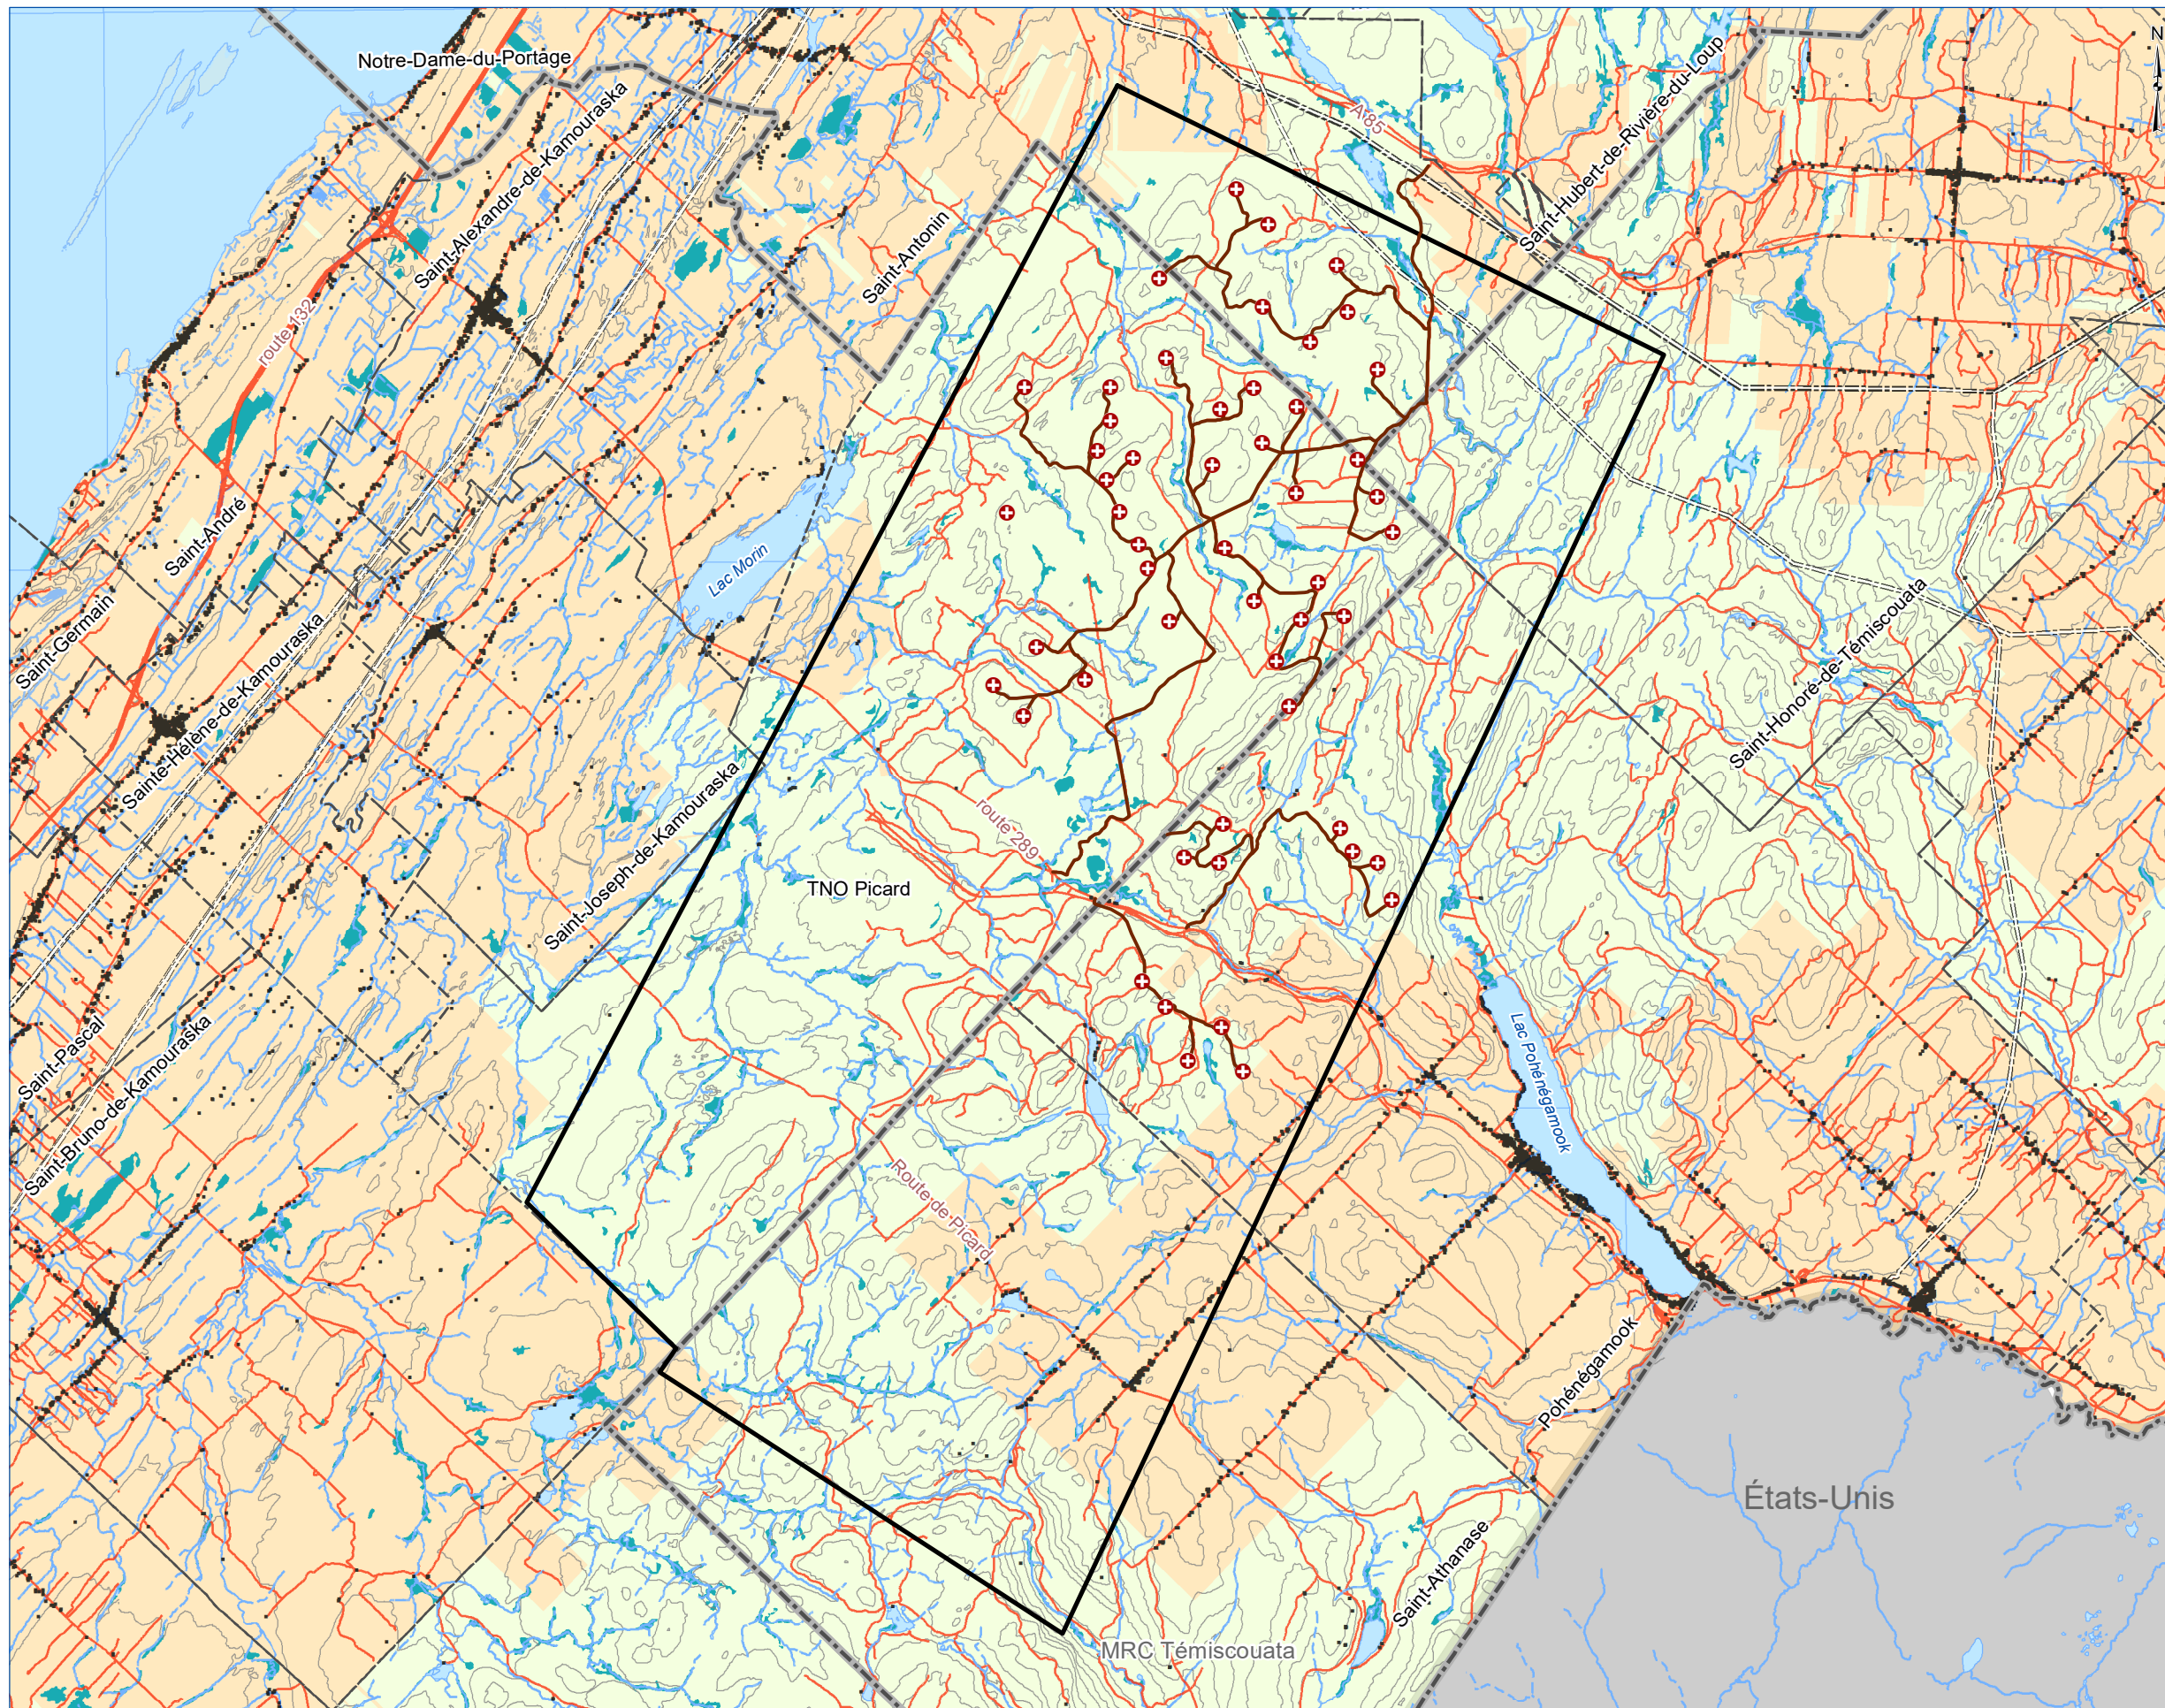 N
Notre-Dame-du-Portage
Saint-Alexandre-de-Kamouraska
A-85
Saint-Hubert-de-Rivière-du-Loup
Saint-Antonin
route 132
Saint-André
Lac Morin
Saint-Germain
Sainte-Hélène-de-Kamouraska
Saint-Honoré-de-Témiscouata
Saint-Joseph-de-Kamouraska
route 289
TNO Picard
Saint-Pascal
Saint-Bruno-de-Kamouraska
Lac Pohénégamook
Route de Picard
Pohénégamook
États-Unis
Saint-Athanase
MRC Témiscouata